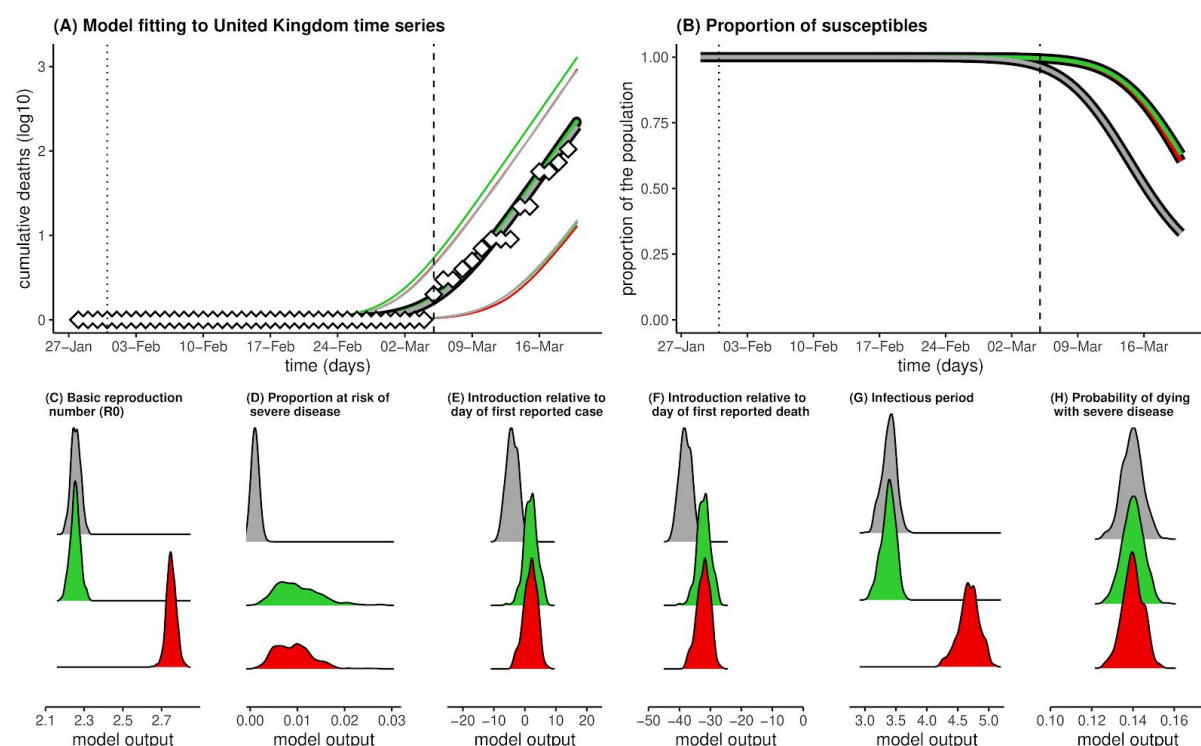 (A) Model fitting to United Kingdom time series
cumulative deaths (log10)
3
2
1
0
27−Jan 03−Feb 10−Feb 17−Feb 24−Feb 02−Mar 09−Mar 16−Mar
time (days)
(B) Proportion of susceptibles
proportion of the population
1.00
0.75
0.50
0.25
0.00
27−Jan 03−Feb 10−Feb 17−Feb 24−Feb 02−Mar 09−Mar 16−Mar
time (days)
(C) Basic reproduction
number (R0)
2.1 2.3 2.5 2.7
model output
(D) Proportion at risk of
severe disease
0.00 0.01 0.02 0.03
model output
(E) Introduction relative to
day of first reported case
−20 −10 0 10 20
model output
(F) Introduction relative to
day of first reported death
−50 −40 −30 −20 −10 0
model output
(G) Infectious period
3.0 3.5 4.0 4.5 5.0
model output
(H) Probability of dying
with severe disease
0.10 0.12 0.14 0.16
model output